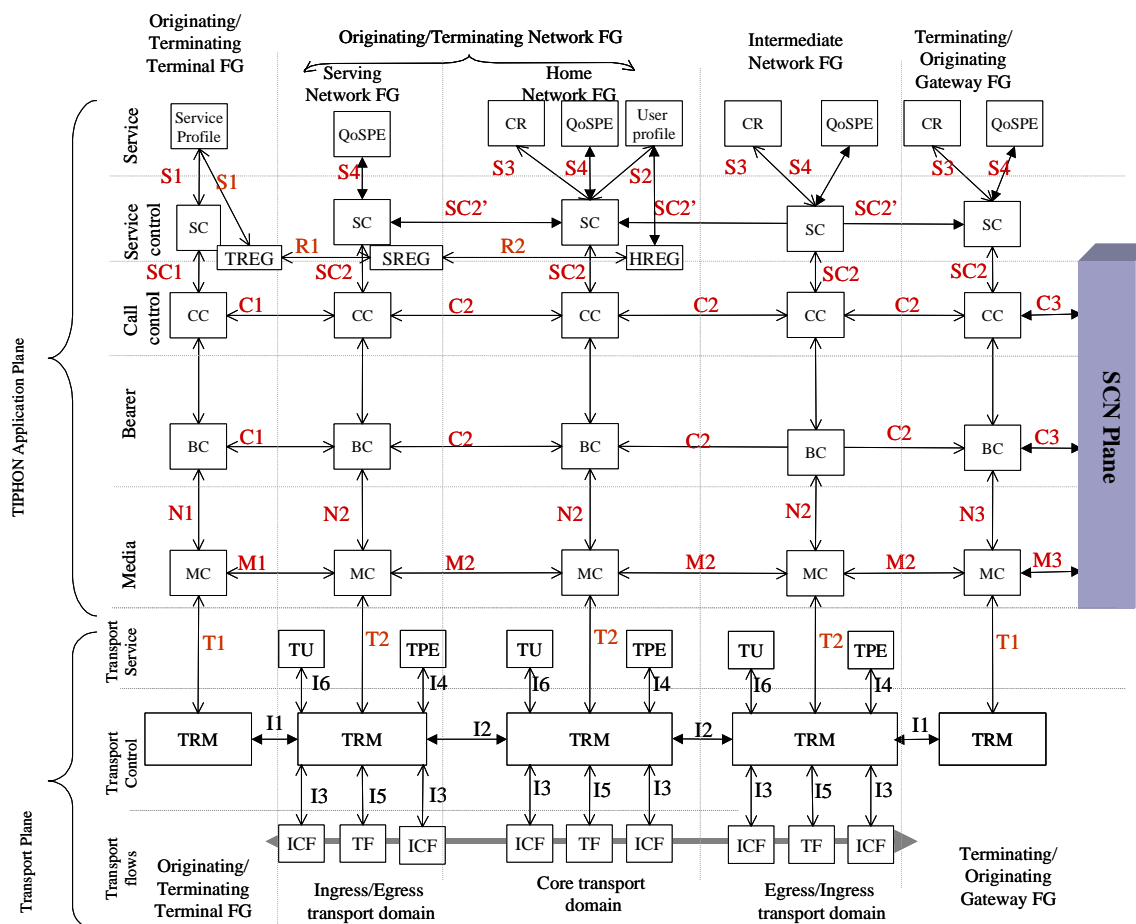 Originating/
Terminating
Terminal FG
Originating/Terminating Network FG
Serving
Network FG
Home
Network FG
Intermediate
Network FG
Terminating/
Originating
Gateway FG
TIPHON Application Plane
Service
Service
Profile
QoSPE
CR
QoSPE
User
profile
CR
QoSPE
CR
QoSPE
S1
S1
S4
S3
S4
S2
S3
S4
S3
S4
Service
control
SC
SC
SC2'
SC
SC2'
SC
SC2'
SC
TREG
R1
SREG
R2
HREG
SC1
SC2
SC2
SC2
SC2
Call
control
CC
C1
CC
C2
CC
C2
CC
C2
CC
C3
SCN Plane
Bearer
BC
C1
BC
C2
BC
C2
BC
C2
BC
C3
N1
N2
N2
N2
N3
Media
MC
M1
MC
M2
MC
M2
MC
M2
MC
M3
Transport Plane
Transport
Service
T1
TU
T2
TPE
TU
T2
TPE
TU
T2
TPE
T1
I6
I4
I6
I4
I6
I4
Transport
Control
TRM
I1
TRM
I2
TRM
I2
TRM
I1
TRM
I3
I5
I3
I3
I5
I3
I3
I5
I3
Transport
flows
ICF
TF
ICF
ICF
TF
ICF
ICF
TF
ICF
Originating/
Terminating
Terminal FG
Ingress/Egress
transport domain
Core transport
domain
Egress/Ingress
transport domain
Terminating/
Originating
Gateway FG